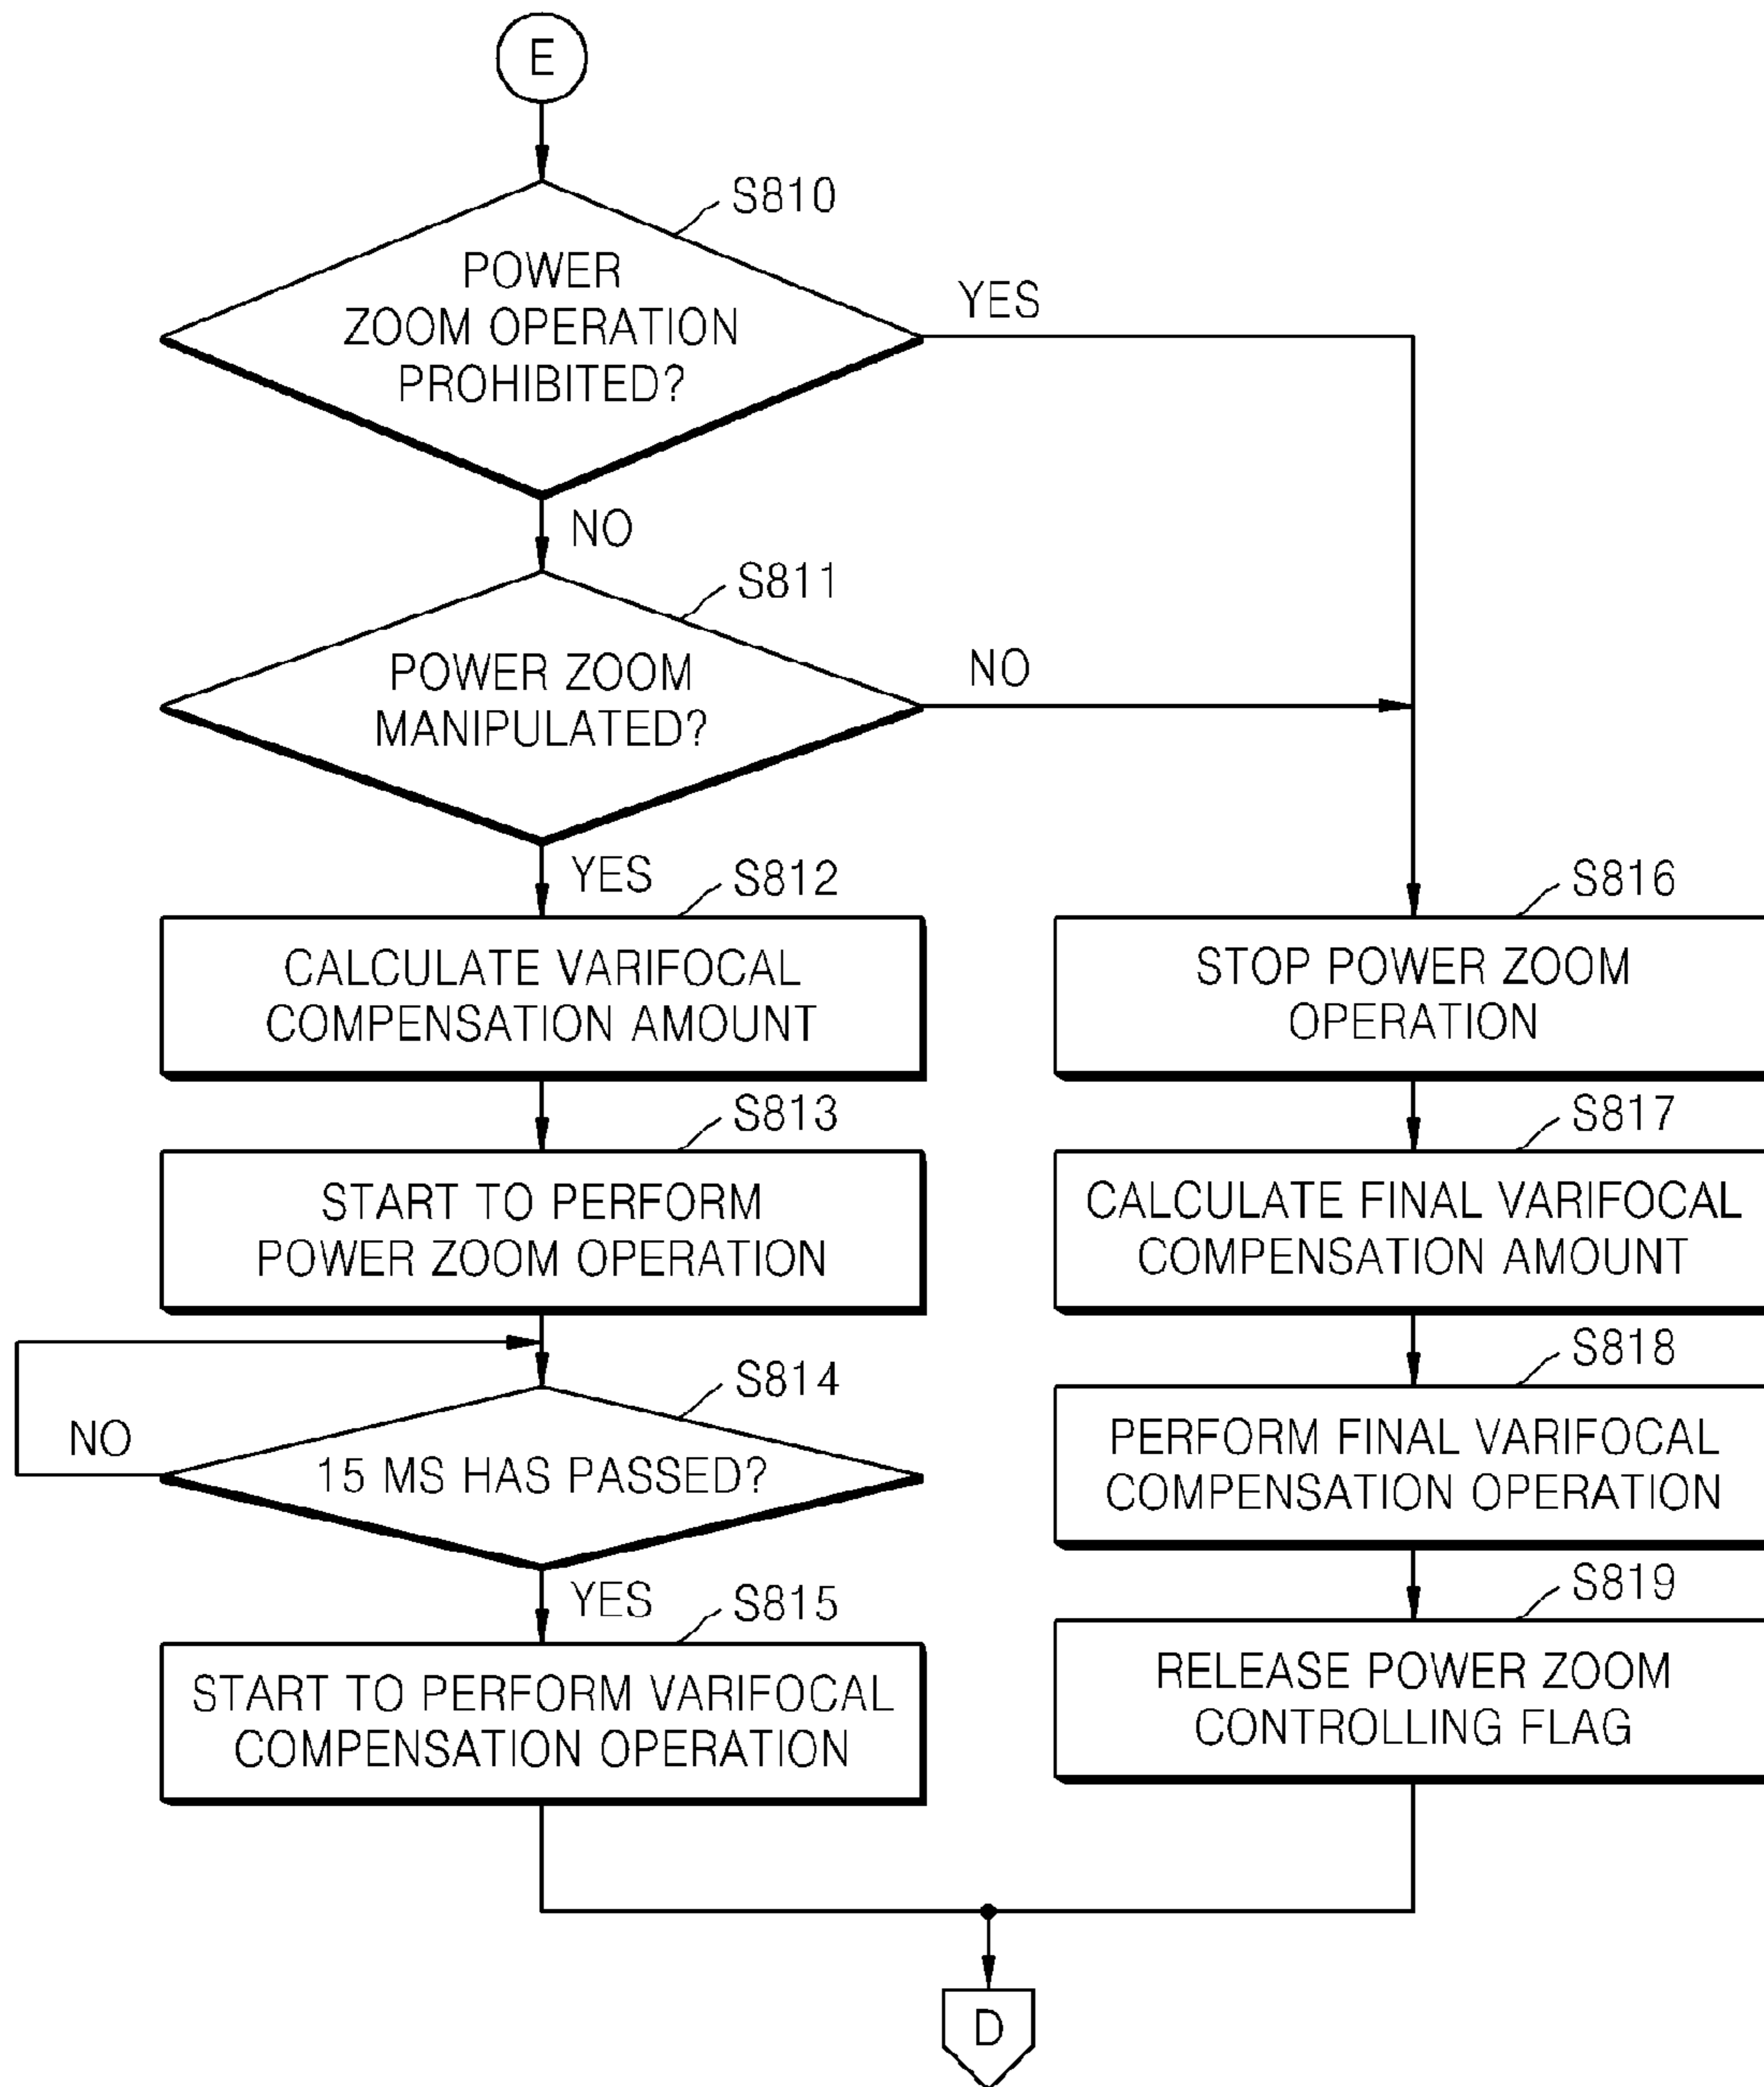 E
S810
POWER
ZOOM OPERATION
PROHIBITED?
YES
NO
S811
POWER ZOOM
MANIPULATED?
NO
YES
S812
CALCULATE VARIFOCAL
COMPENSATION AMOUNT
S813
START TO PERFORM
POWER ZOOM OPERATION
S814
15 MS HAS PASSED?
NO
YES
S815
START TO PERFORM VARIFOCAL
COMPENSATION OPERATION
S816
STOP POWER ZOOM
OPERATION
S817
CALCULATE FINAL VARIFOCAL
COMPENSATION AMOUNT
S818
PERFORM FINAL VARIFOCAL
COMPENSATION OPERATION
S819
RELEASE POWER ZOOM
CONTROLLING FLAG
D